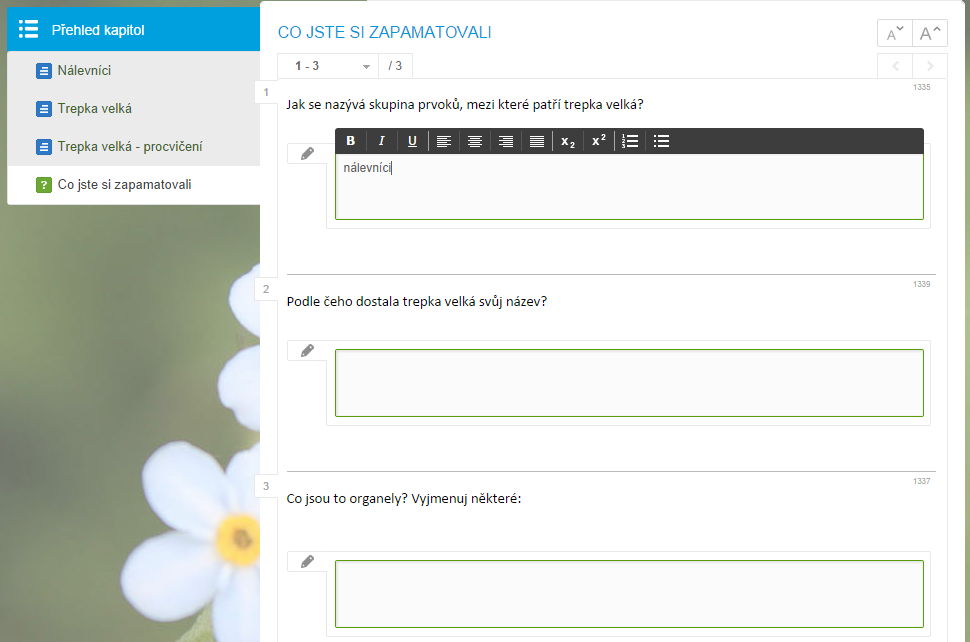 Přehled kapitol
Nálevníci
Trepka velká
Trepka velká - procvičení
? Co jste si zapamatovali
CO JSTE SI ZAPAMATOVALI
A A
1 - 3 / 3
1 1335
Jak se nazývá skupina prvoků, mezi které patří trepka velká?
B I U x2 x2
nálevníci
2 1339
Podle čeho dostala trepka velká svůj název?
3 1337
Co jsou to organely? Vyjmenuj některé: